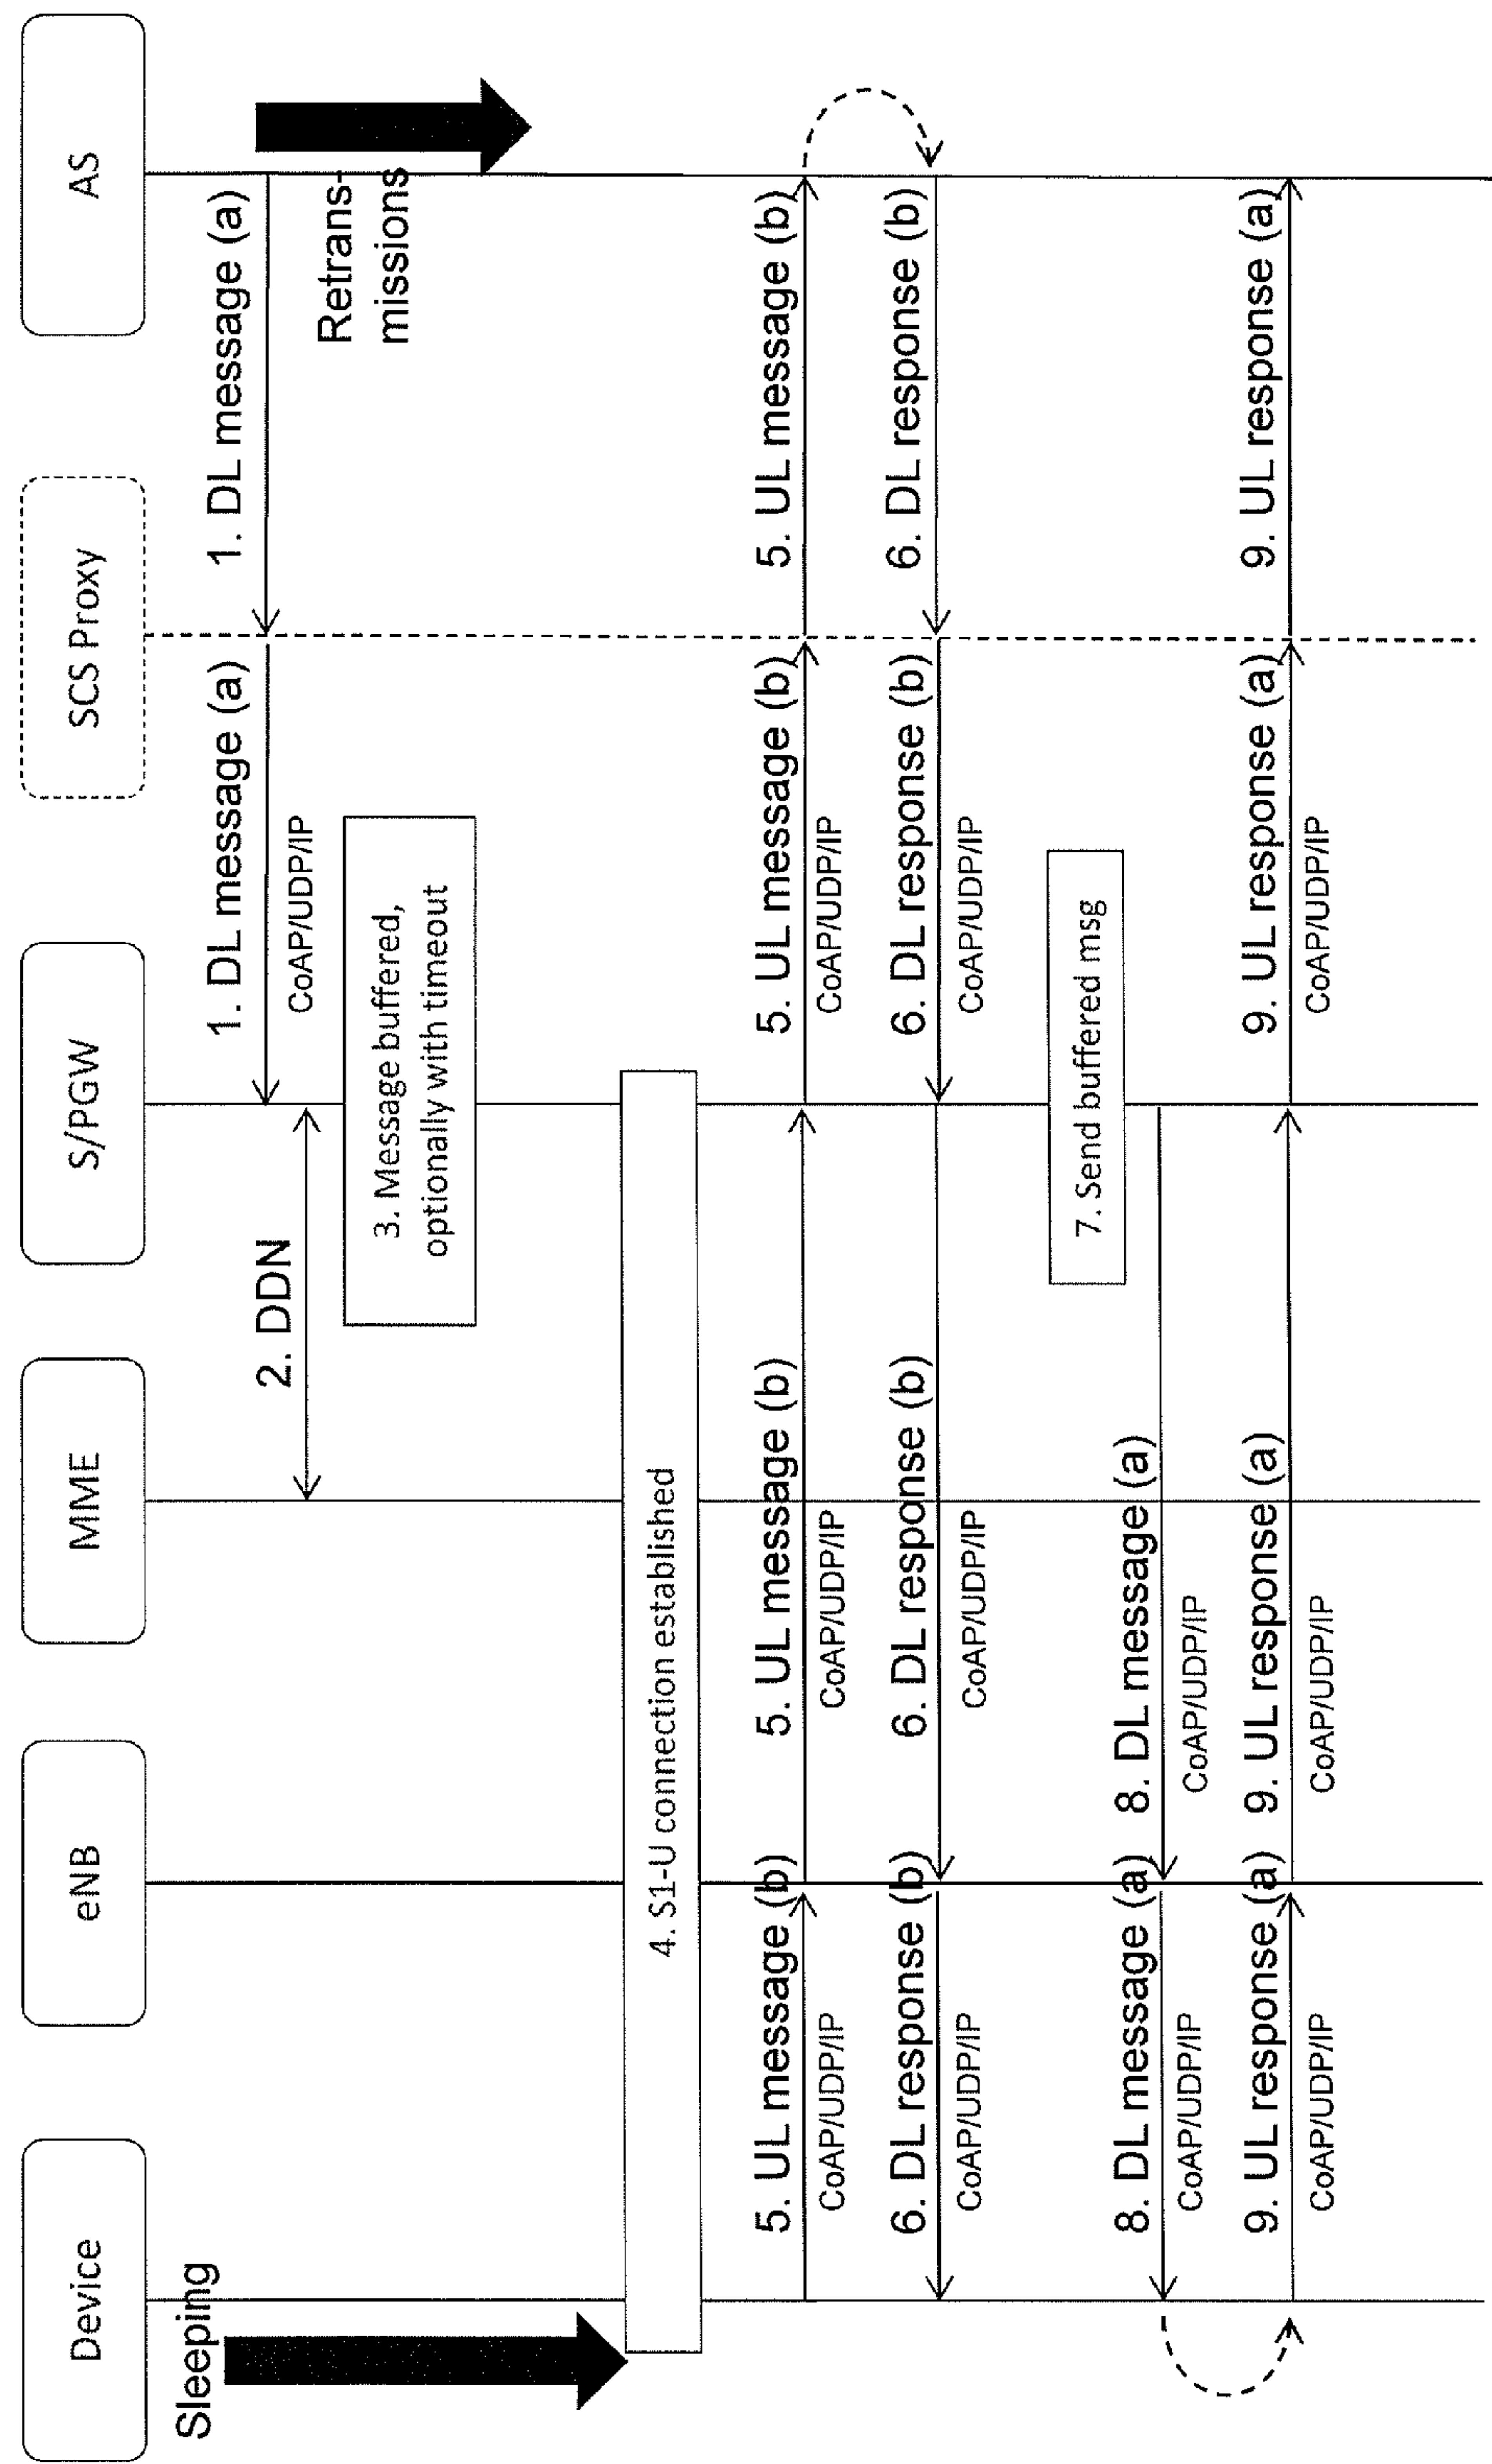 Device
eNB
MME
S/PGW
SCS Proxy
AS
Sleeping
1. DL message (a)
1. DL message (a)
CoAP/UDP/IP
2. DDN
Retrans-
missions
3. Message buffered,
optionally with timeout
4. S1-U connection established
5. UL message (b)
CoAP/UDP/IP
5. UL message (b)
CoAP/UDP/IP
5. UL message (b)
CoAP/UDP/IP
5. UL message (b)
6. DL response (b)
CoAP/UDP/IP
6. DL response (b)
CoAP/UDP/IP
6. DL response (b)
CoAP/UDP/IP
6. DL response (b)
7. Send buffered msg
8. DL message (a)
CoAP/UDP/IP
8. DL message (a)
CoAP/UDP/IP
9. UL response (a)
CoAP/UDP/IP
9. UL response (a)
CoAP/UDP/IP
9. UL response (a)
CoAP/UDP/IP
9. UL response (a)